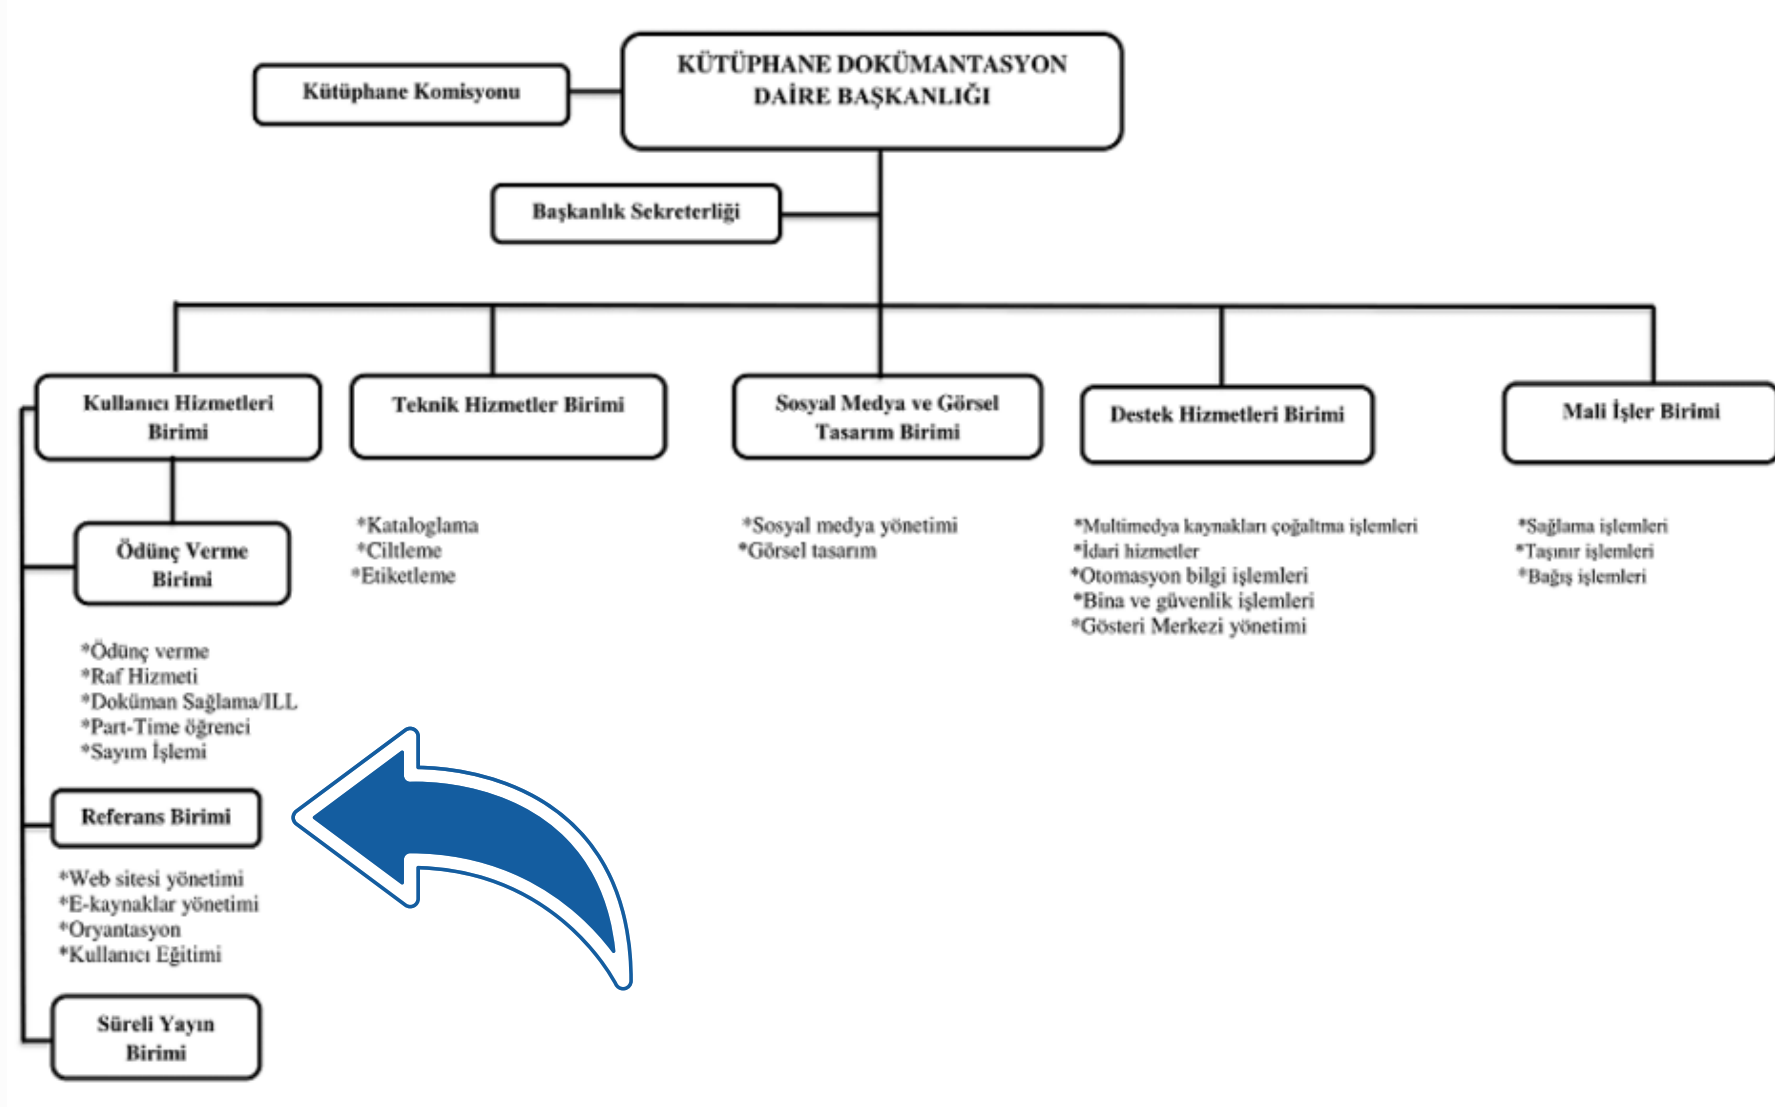 KÜTÜPHANE DOKÜMANTASYON
DAİRE BAŞKANLIĞI
Kütüphane Komisyonu
Başkanlık Sekreterliği
Kullanıcı Hizmetleri
Birimi
Teknik Hizmetler Birimi
Sosyal Medya ve Görsel
Tasarım Birimi
Destek Hizmetleri Birimi
Mali İşler Birimi
Ödünç Verme
Birimi
*Ödünç verme
*Raf Hizmeti
*Doküman Sağlama/ILL
*Part-Time öğrenci
*Sayım İşlemi
Referans Birimi
*Web sitesi yönetimi
*E-kaynaklar yönetimi
*Oryantasyon
*Kullanıcı Eğitimi
Süreli Yayın
Birimi
*Kataloglama
*Ciltleme
*Etiketleme
*Sosyal medya yönetimi
*Görsel tasarım
*Multimedya kaynakları çoğaltma işlemleri
*İdari hizmetler
*Otomasyon bilgi işlemleri
*Bina ve güvenlik işlemleri
*Gösteri Merkezi yönetimi
*Sağlama işlemleri
*Taşınır işlemleri
*Bağış işlemleri